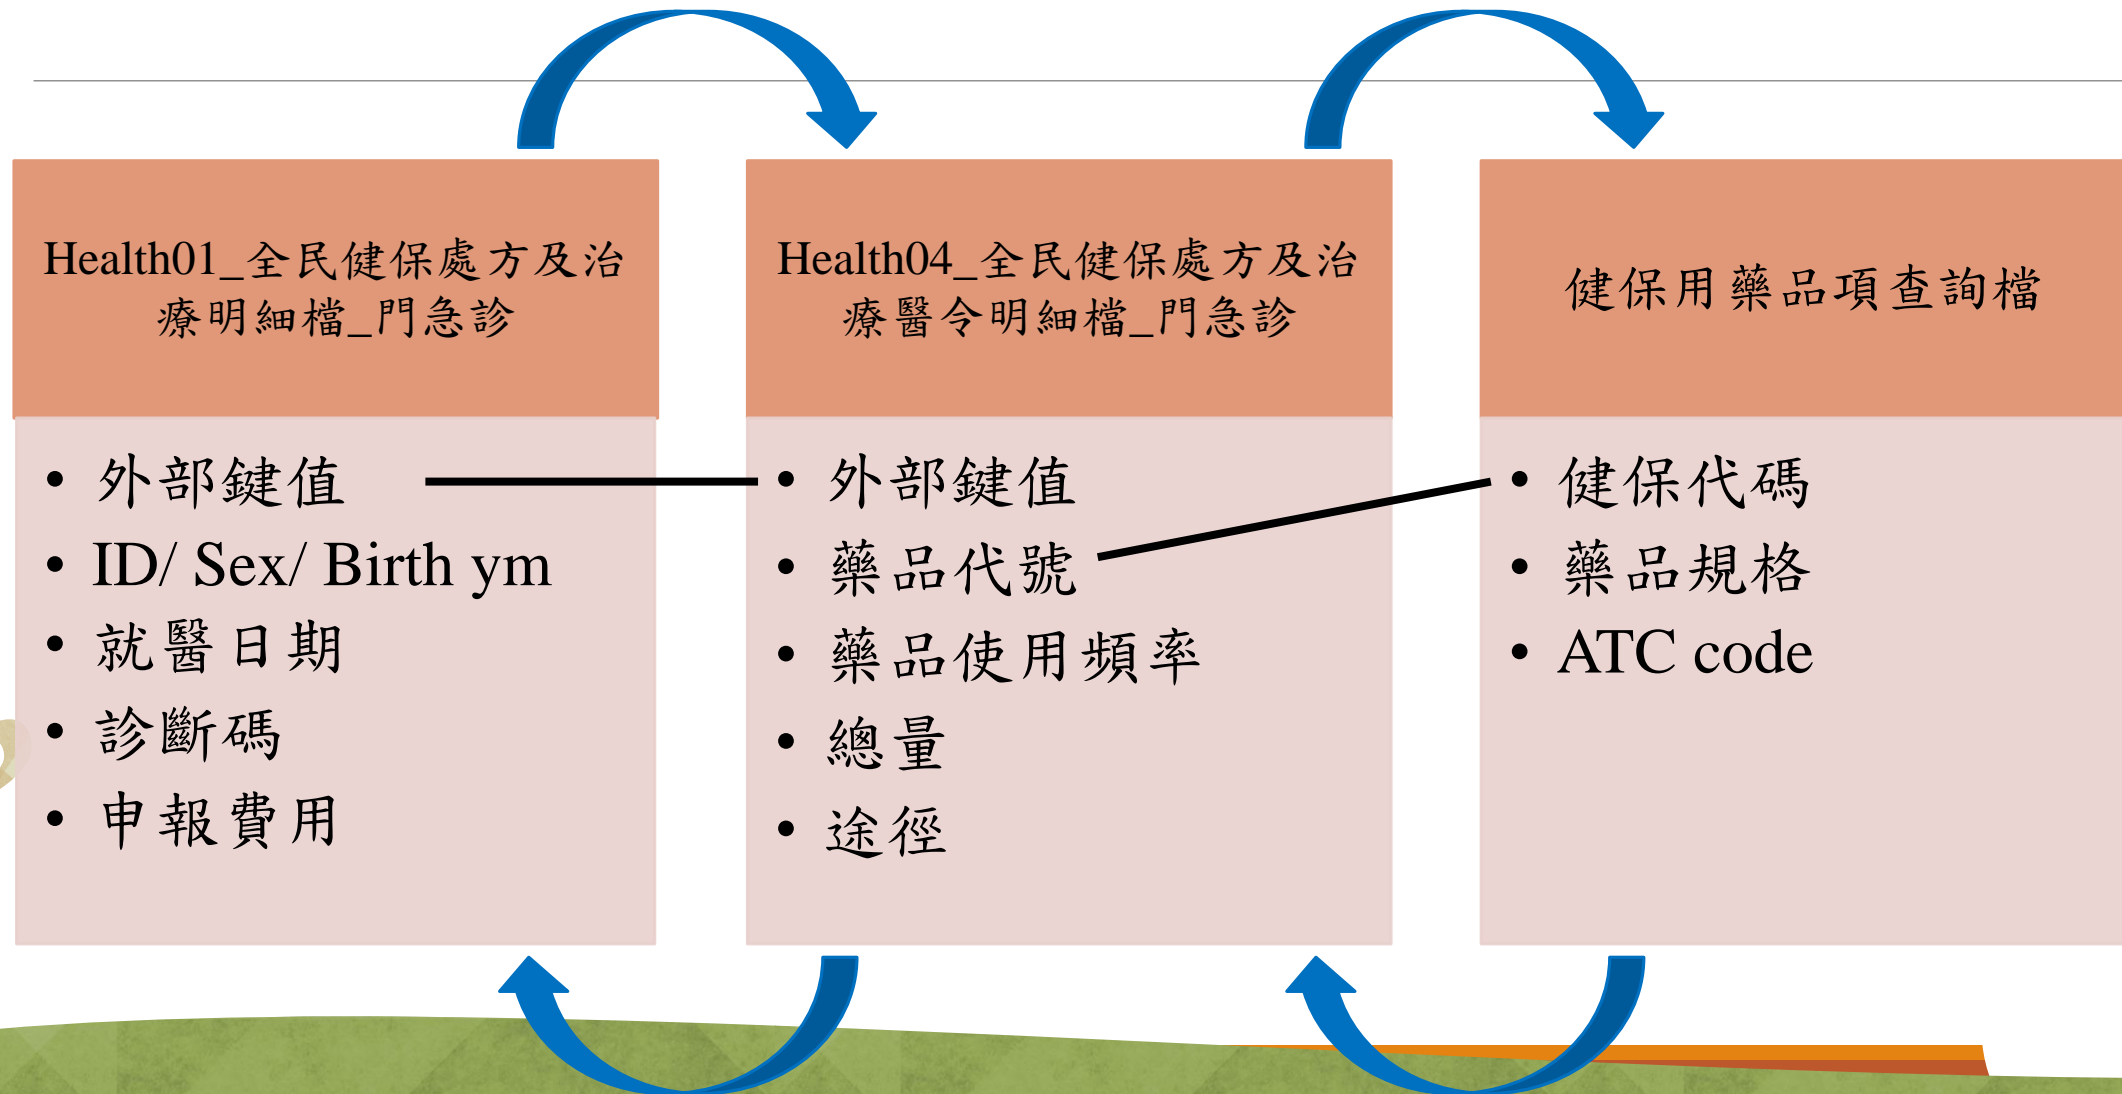 Health01_全民健保處方及治
療明細檔_門急診
• 外部鍵值
• ID/ Sex/ Birth ym
• 就醫日期
• 診斷碼
• 申報費用
Health04_全民健保處方及治
療醫令明細檔_門急診
• 外部鍵值
• 藥品代號
• 藥品使用頻率
• 總量
• 途徑
健保用藥品項查詢檔
• 健保代碼
• 藥品規格
• ATC code